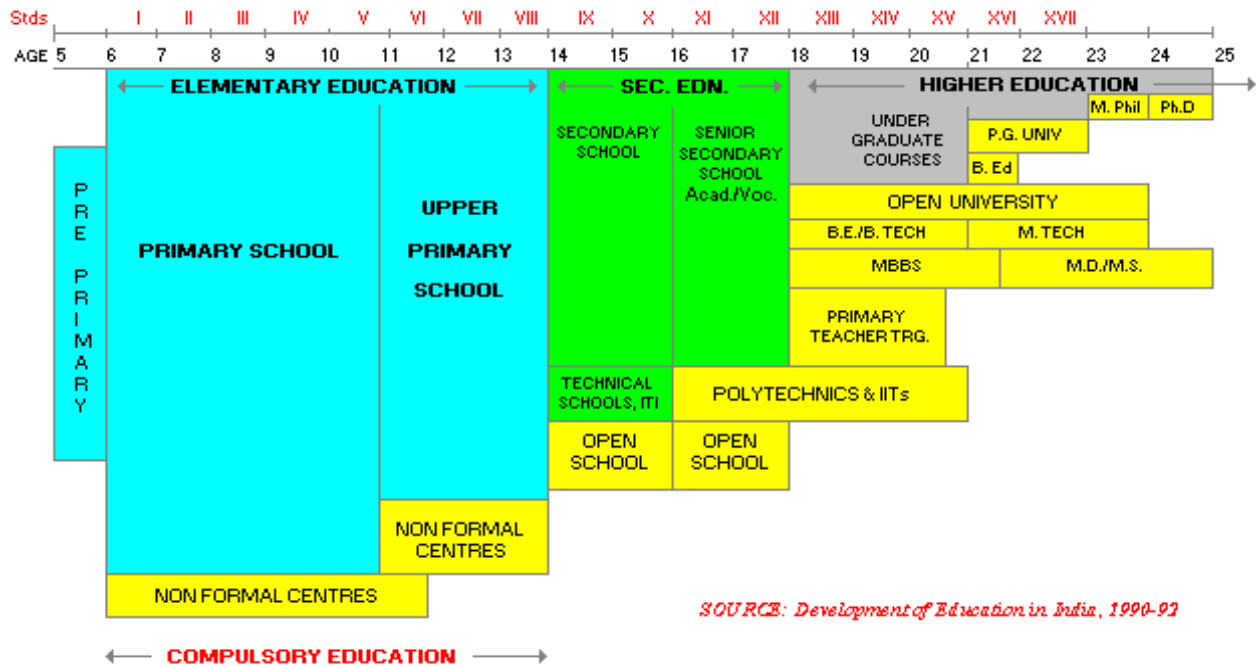 Stds I II III IV V VI VII VIII IX X XI XII XIII XIV XV XVI XVII
AGE 5 6 7 8 9 10 11 12 13 14 15 16 17 18 19 20 21 22 23 24 25
ELEMENTARY EDUCATION
SEC. EDN.
HIGHER EDUCATION
PRE PRIMARY
PRIMARY SCHOOL
UPPER
PRIMARY
SCHOOL
SECONDARY
SCHOOL
SENIOR
SECONDARY
SCHOOL
Acad./Voc.
UNDER
GRADUATE
COURSES
M. Phil
Ph.D
P.G. UNIV
B. Ed
OPEN UNIVERSITY
B.E./B. TECH
M. TECH
MBBS
M.D./M.S.
PRIMARY
TEACHER TRG.
TECHNICAL
SCHOOLS, ITI
POLYTECHNICS & IITs
OPEN
SCHOOL
OPEN
SCHOOL
NON FORMAL
CENTRES
NON FORMAL CENTRES
SOURCE: Development of Education in India, 1990-93
COMPULSORY EDUCATION